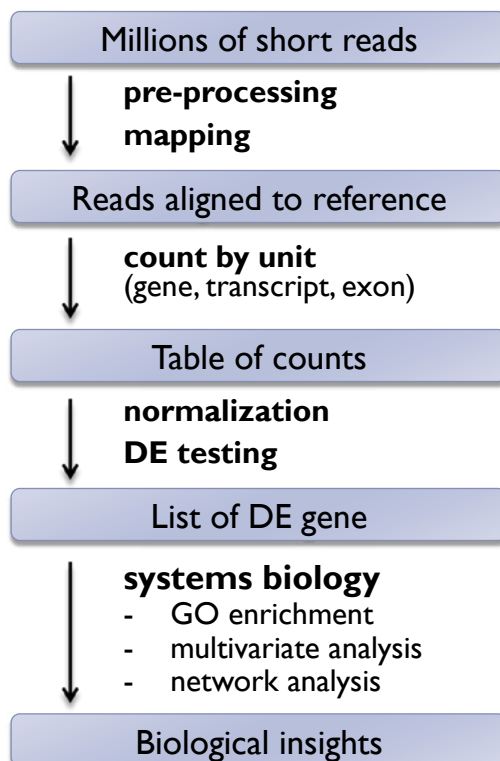 Millions of short reads
pre-processing
mapping
Reads aligned to reference
count by unit
(gene, transcript, exon)
Table of counts
normalization
DE testing
List of DE gene
systems biology
- GO enrichment
- multivariate analysis
- network analysis
Biological insights